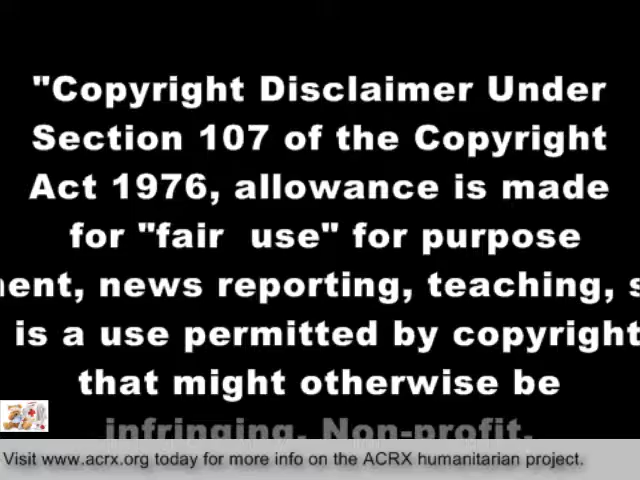 "Copyright Disclaimer Under
Section 107 of the Copyright
Act 1976, allowance is made
for "fair use" for purpose
ent, news reporting, teaching, s
is a use permitted by copyright
that might otherwise be
infringing. Non-profit,
Visit www.acrx.org today for more info on the ACRX humanitarian project.